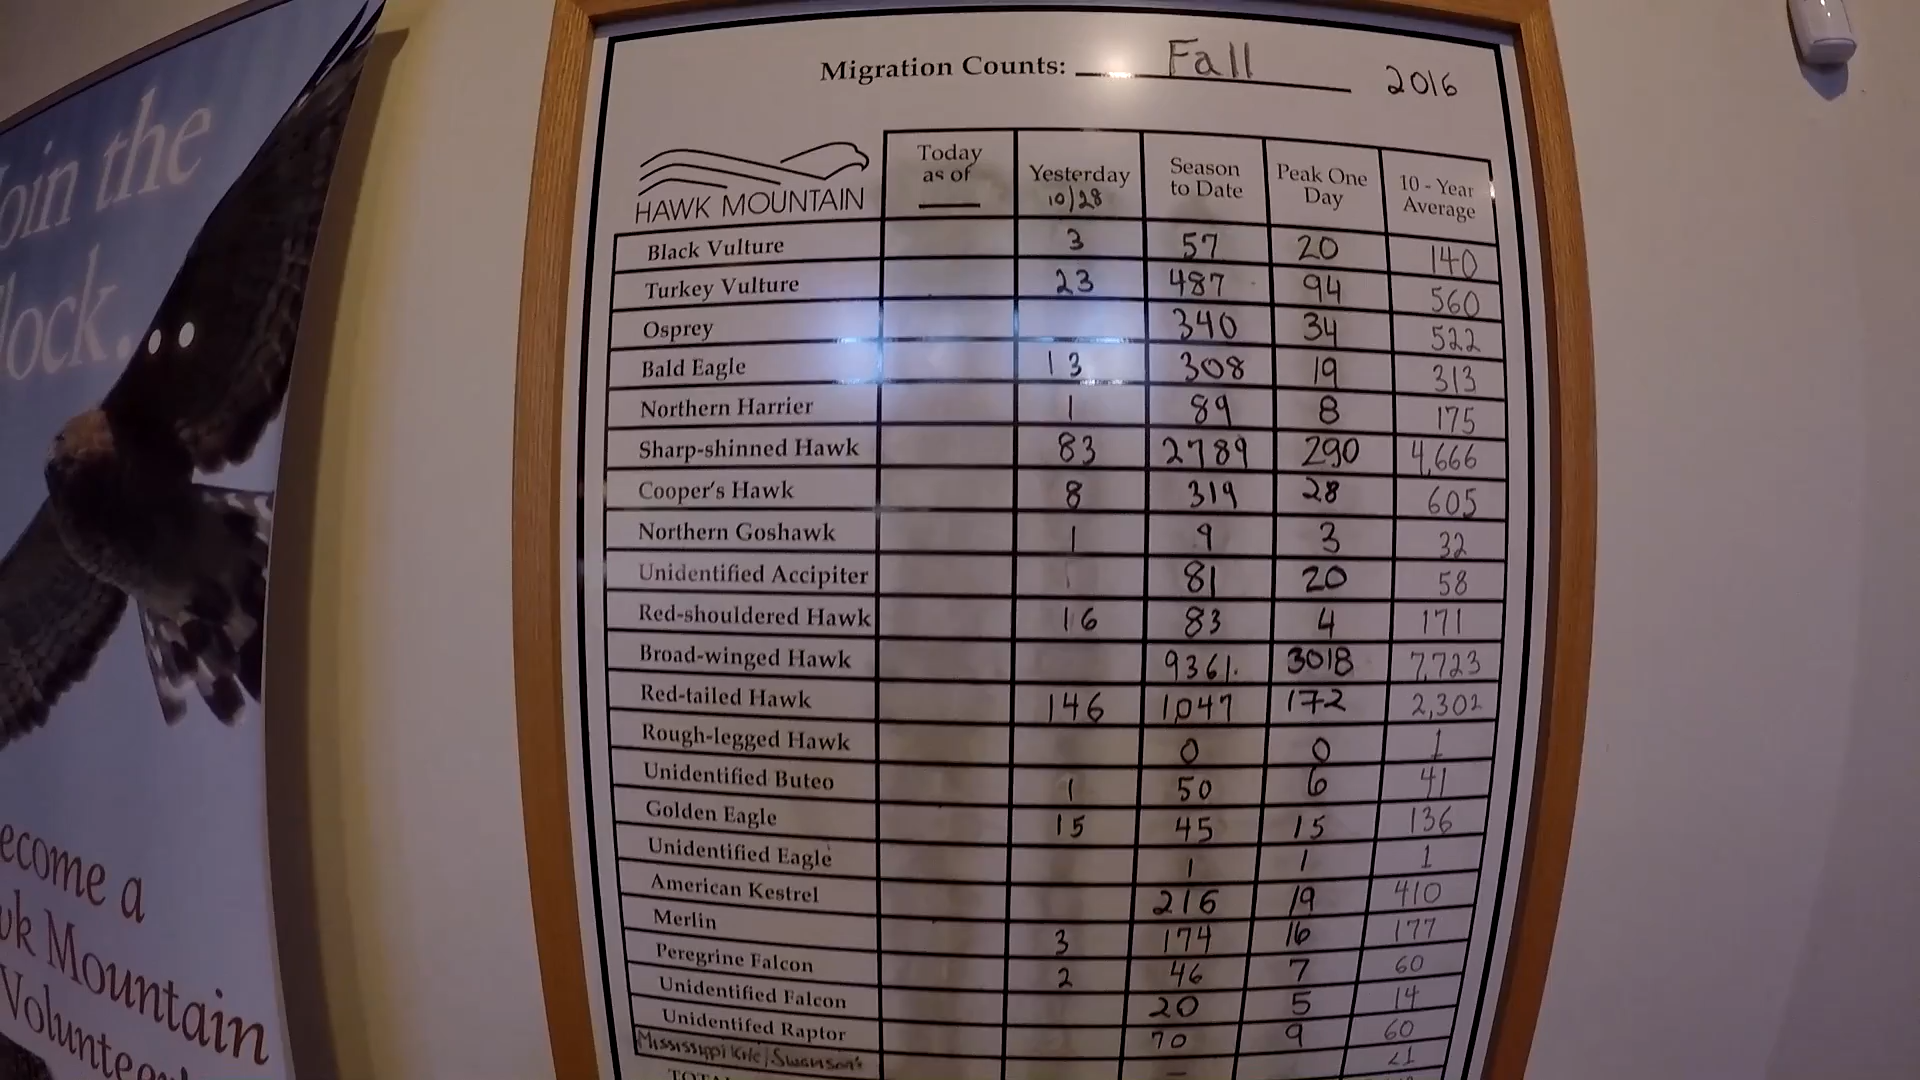 Join the
flock...
ecome a
wk Mountain
Volunteer
Migration Counts: Fall 2016
HAWK MOUNTAIN
Today as of
Yesterday 10/28
Season to Date
Peak One Day
10 - Year Average
Black Vulture 3 57 20 140
Turkey Vulture 23 487 94 560
Osprey 340 34 522
Bald Eagle 13 308 19 313
Northern Harrier 1 89 8 175
Sharp-shinned Hawk 83 2789 290 4,666
Cooper's Hawk 8 319 28 605
Northern Goshawk 1 9 3 32
Unidentified Accipiter 1 81 20 58
Red-shouldered Hawk 16 83 4 171
Broad-winged Hawk 9361. 3018 7,723
Red-tailed Hawk 146 1047 172 2,302
Rough-legged Hawk 0 0 1
Unidentified Buteo 1 50 6 41
Golden Eagle 15 45 15 136
Unidentified Eagle 1 1 1
American Kestrel 216 19 410
Merlin 3 174 16 177
Peregrine Falcon 2 46 7 60
Unidentified Falcon 20 5 14
Unidentifed Raptor 70 9 60
Mississippi Kite/Swanson's – <1